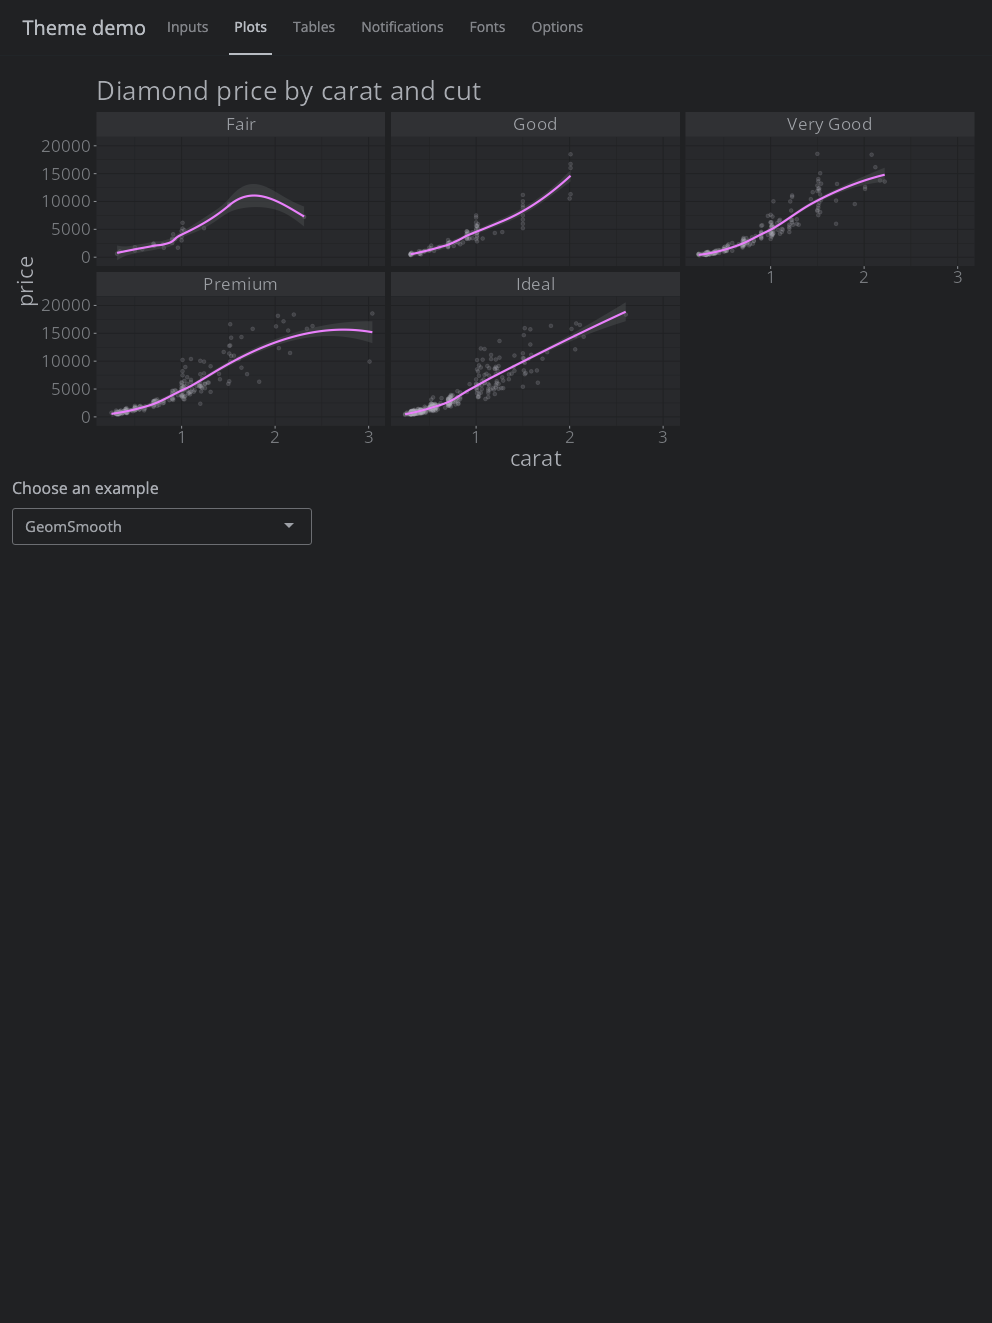 Theme demo Inputs Plots Tables Notifications Fonts Options
Diamond price by carat and cut
Fair Good Very Good
20000
15000
10000
5000
0
1 2 3
price
Premium Ideal
20000
15000
10000
5000
0
1 2 3 1 2 3
carat
Choose an example
GeomSmooth